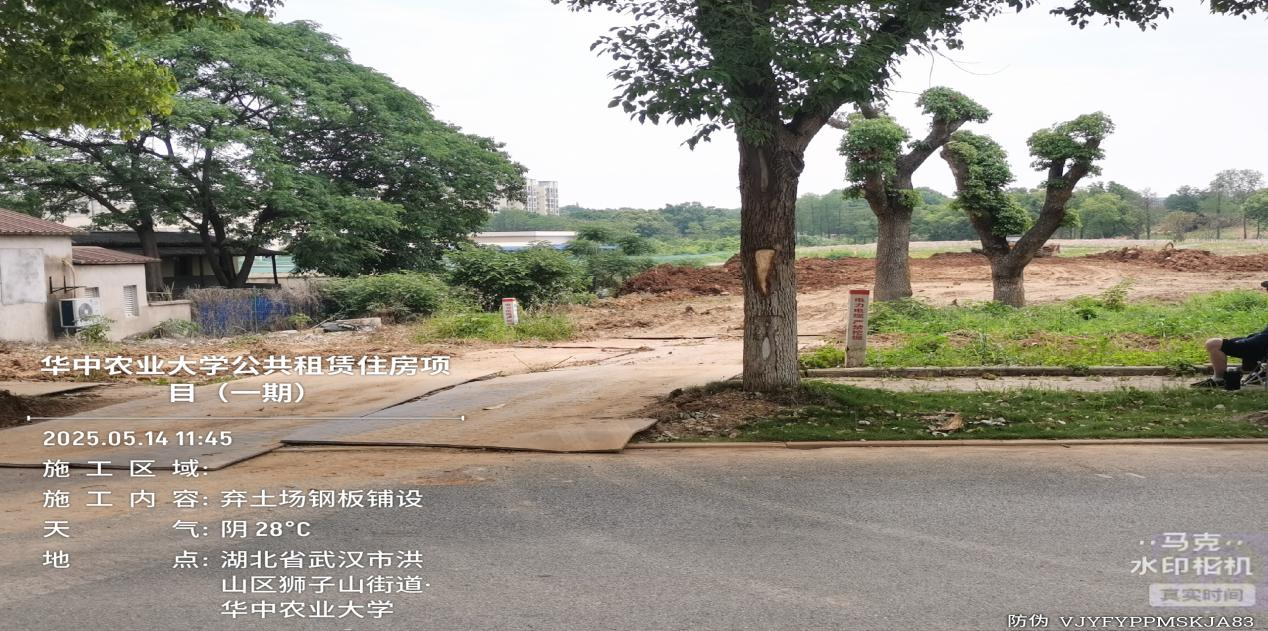 华中农业大学公共租赁住房项
目（一期）
2025.05.14 11:45
施工区域:
施工内容: 弃土场钢板铺设
天气: 阴 28°C
地点: 湖北省武汉市洪
山区狮子山街道·
华中农业大学
马克
水印相机
真实时间
防伪 VJYFYPPMSKJA83